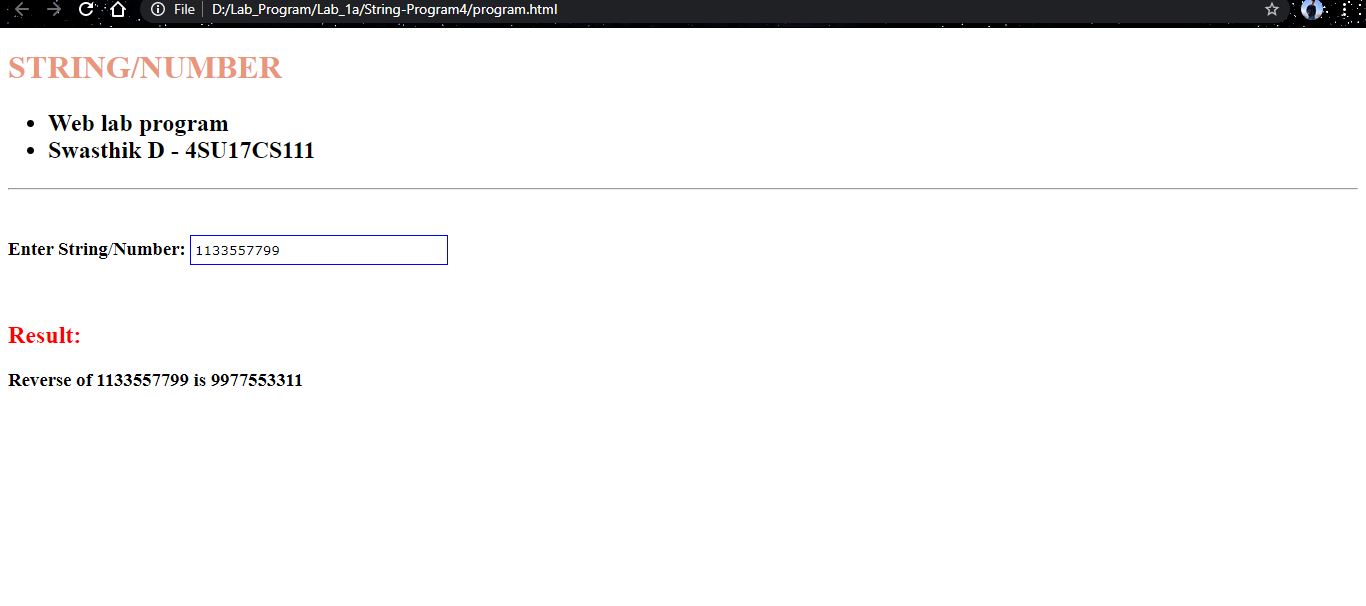 File D:/Lab_Program/Lab_1a/String-Program4/program.html
STRING/NUMBER
• Web lab program
• Swasthik D - 4SU17CS111
Enter String/Number: 1133557799
Result:
Reverse of 1133557799 is 9977553311